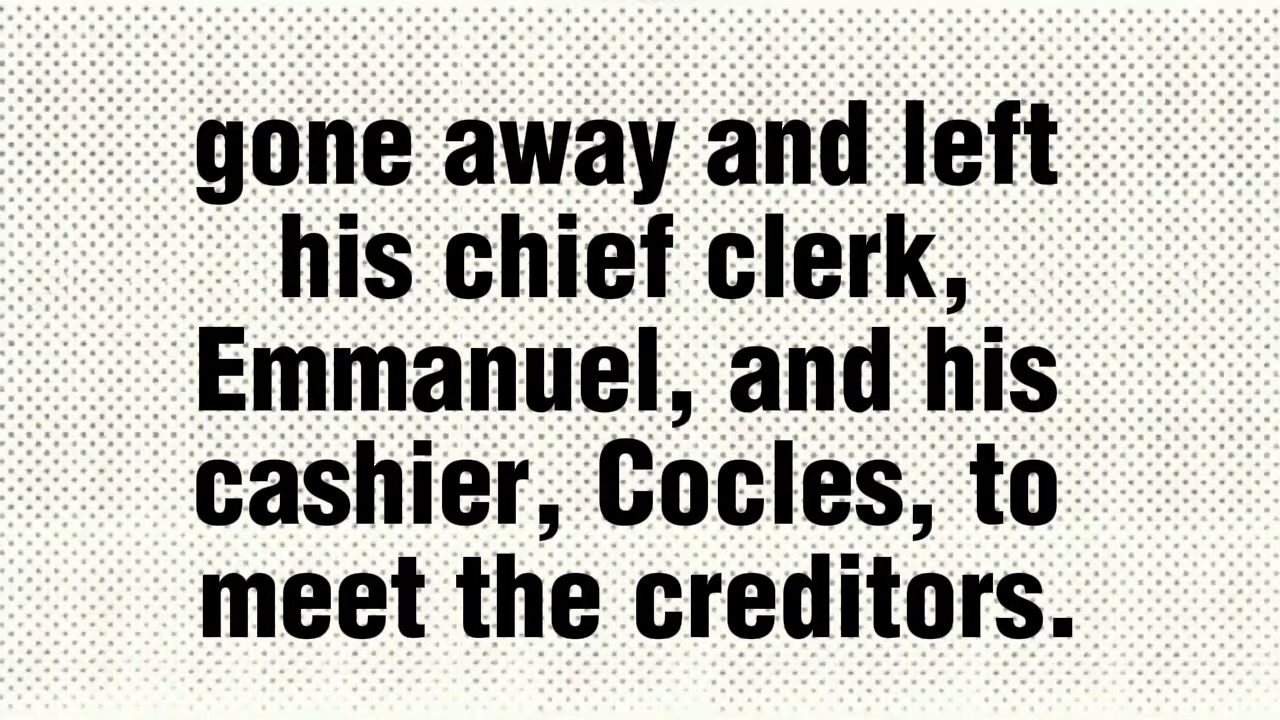 gone away and left
his chief clerk,
Emmanuel, and his
cashier, Cocles, to
meet the creditors.